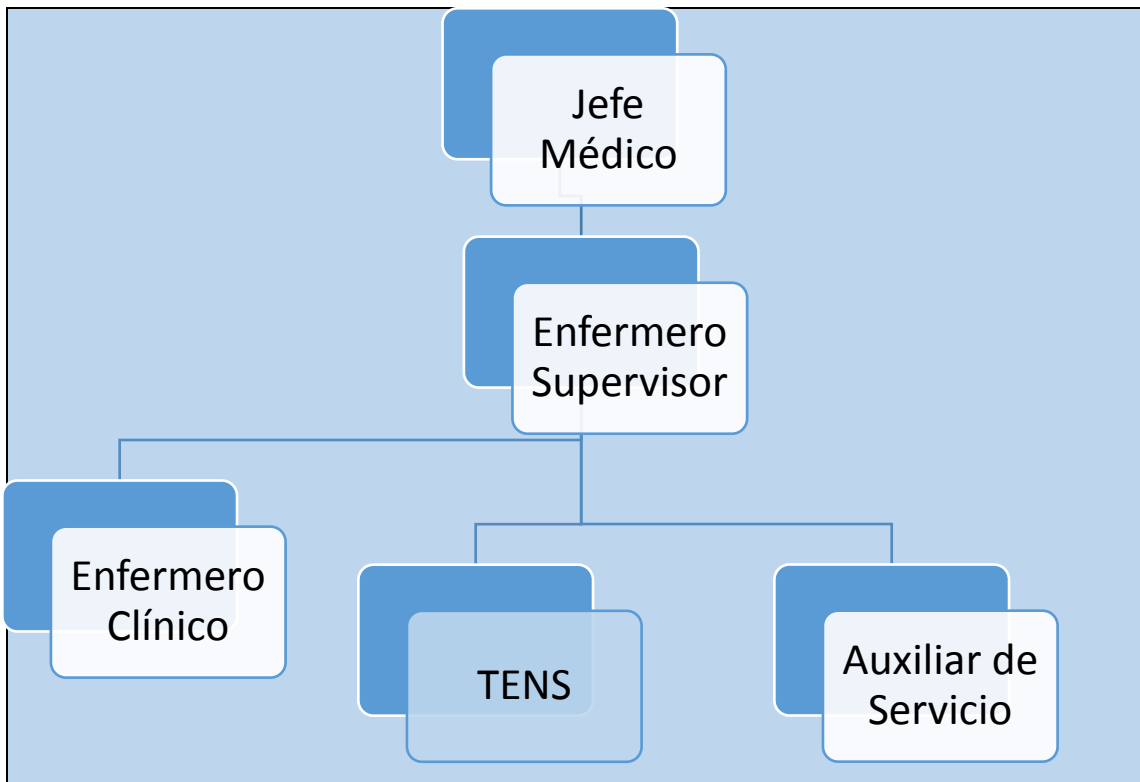 Jefe
Médico
Enfermero
Supervisor
Enfermero
Clínico
TENS
Auxiliar de
Servicio